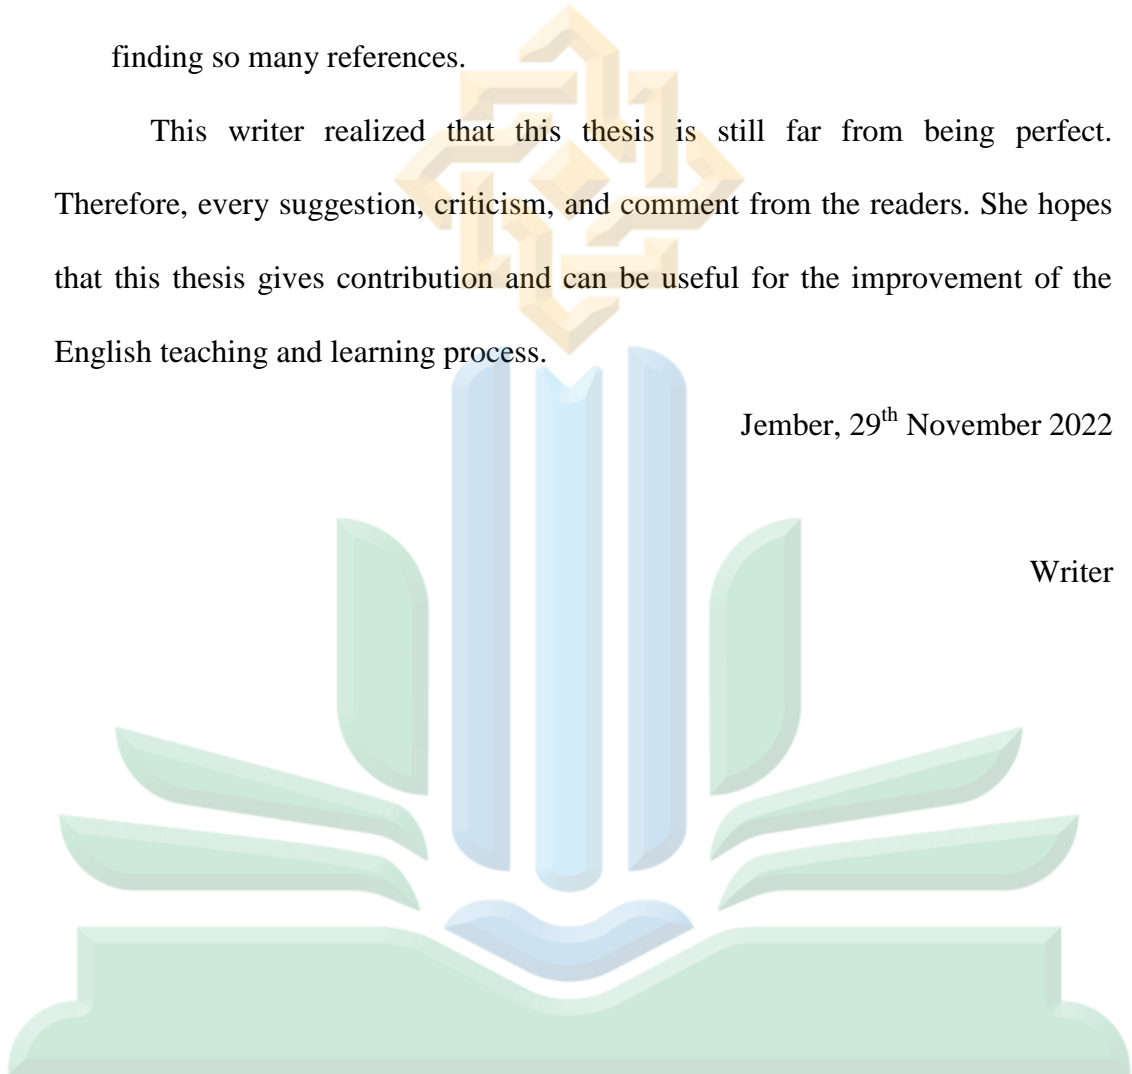 finding so many references.
This writer realized that this thesis is still far from being perfect.
Therefore, every suggestion, criticism, and comment from the readers. She hopes
that this thesis gives contribution and can be useful for the improvement of the
English teaching and learning process.
Jember, 29th November 2022
Writer